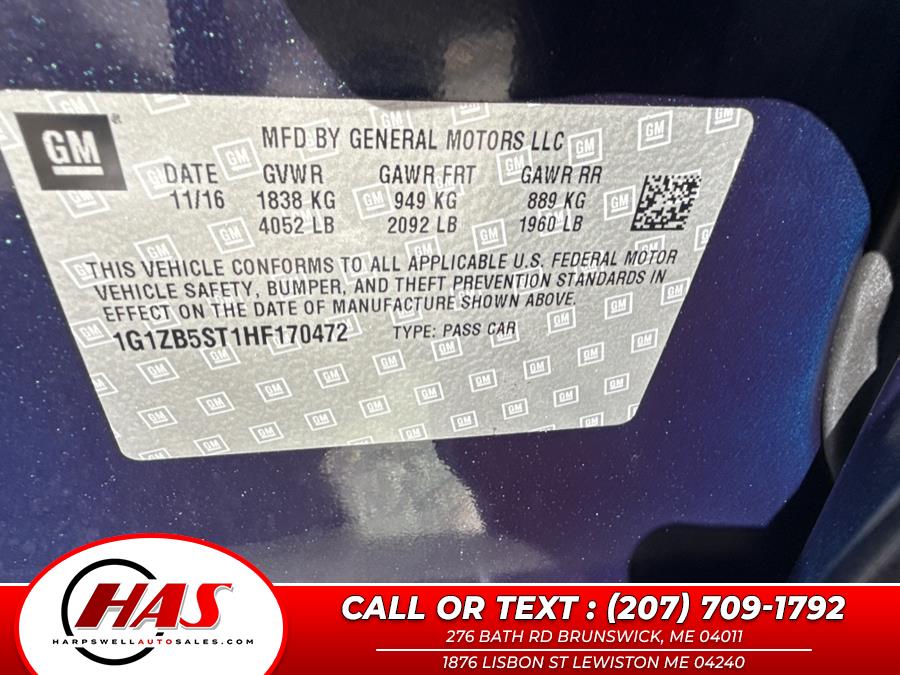 GM
MFD BY GENERAL MOTORS LLC
DATE GVWR GAWR FRT GAWR RR
11/16 1838 KG 949 KG 889 KG
4052 LB 2092 LB 1960 LB
THIS VEHICLE CONFORMS TO ALL APPLICABLE U.S. FEDERAL MOTOR
VEHICLE SAFETY, BUMPER, AND THEFT PREVENTION STANDARDS IN
EFFECT ON THE DATE OF MANUFACTURE SHOWN ABOVE.
1G1ZB5ST1HF170472 TYPE: PASS CAR
HAS
HARPSWELLAUTOSALES.COM
CALL OR TEXT : (207) 709-1792
276 BATH RD BRUNSWICK, ME 04011
1876 LISBON ST LEWISTON ME 04240